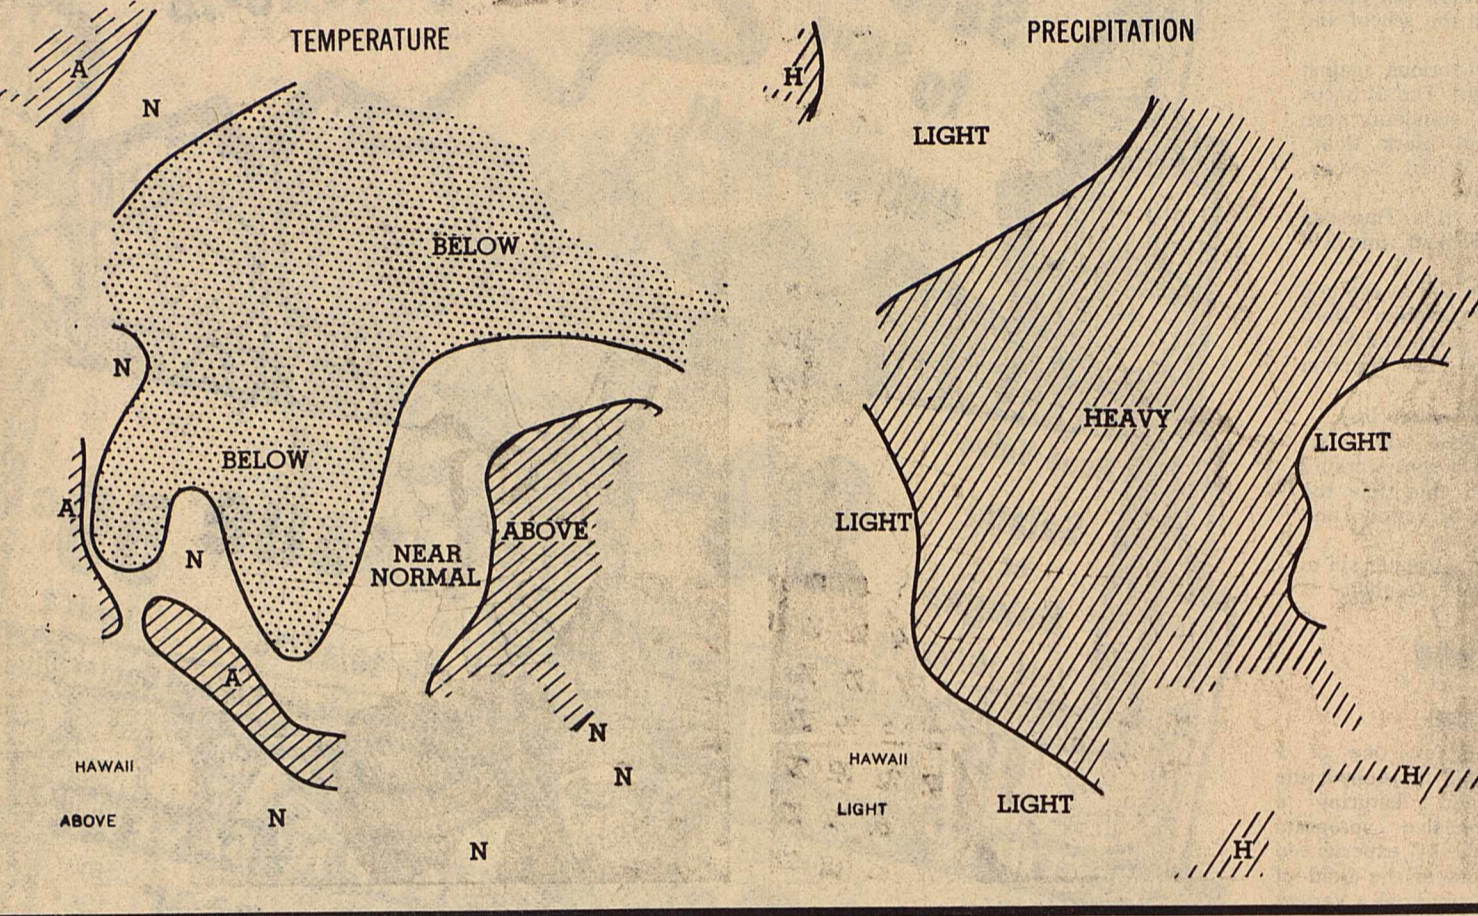 TEMPERATURE
A
N
BELOW
N
BELOW
A
N
NEAR
NORMAL
ABOVE
A
N
N
HAWAII
ABOVE
N
N
PRECIPITATION
H
LIGHT
HEAVY
LIGHT
LIGHT
HAWAII
LIGHT
LIGHT
H
H